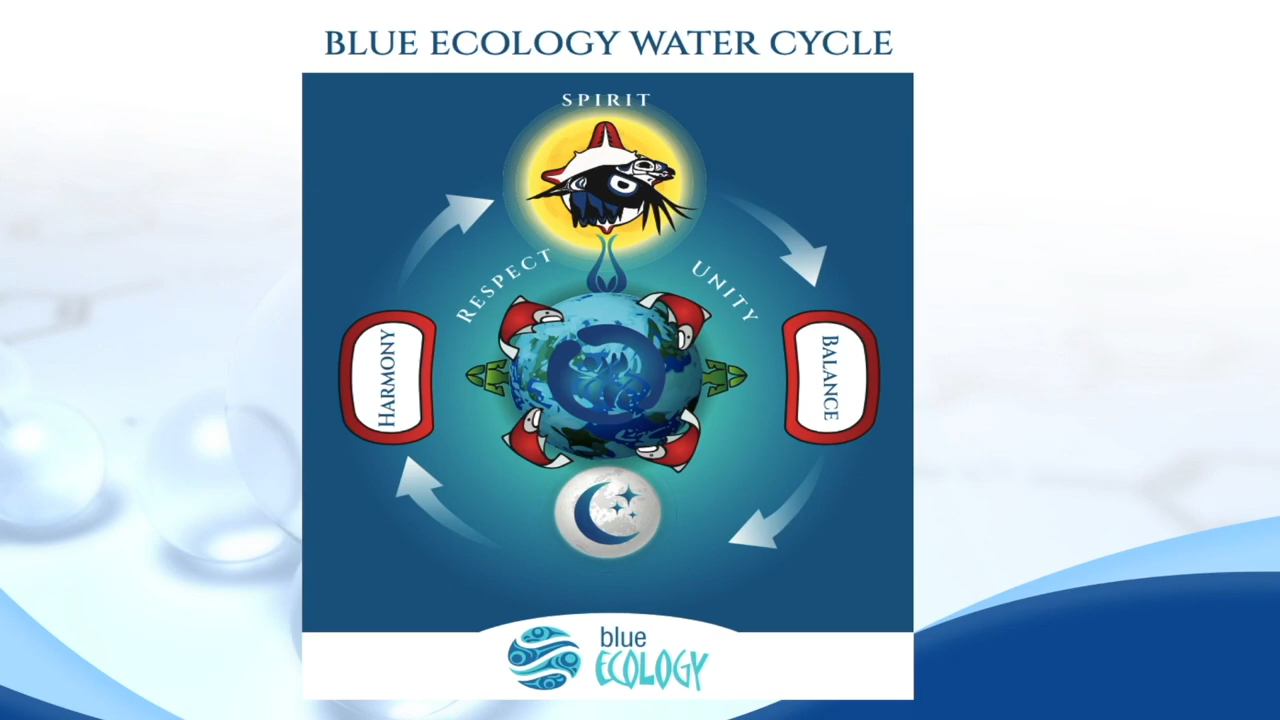 BLUE ECOLOGY WATER CYCLE
SPIRIT
RESPECT
UNITY
HARMONY
BALANCE
blue
ECOLOGY